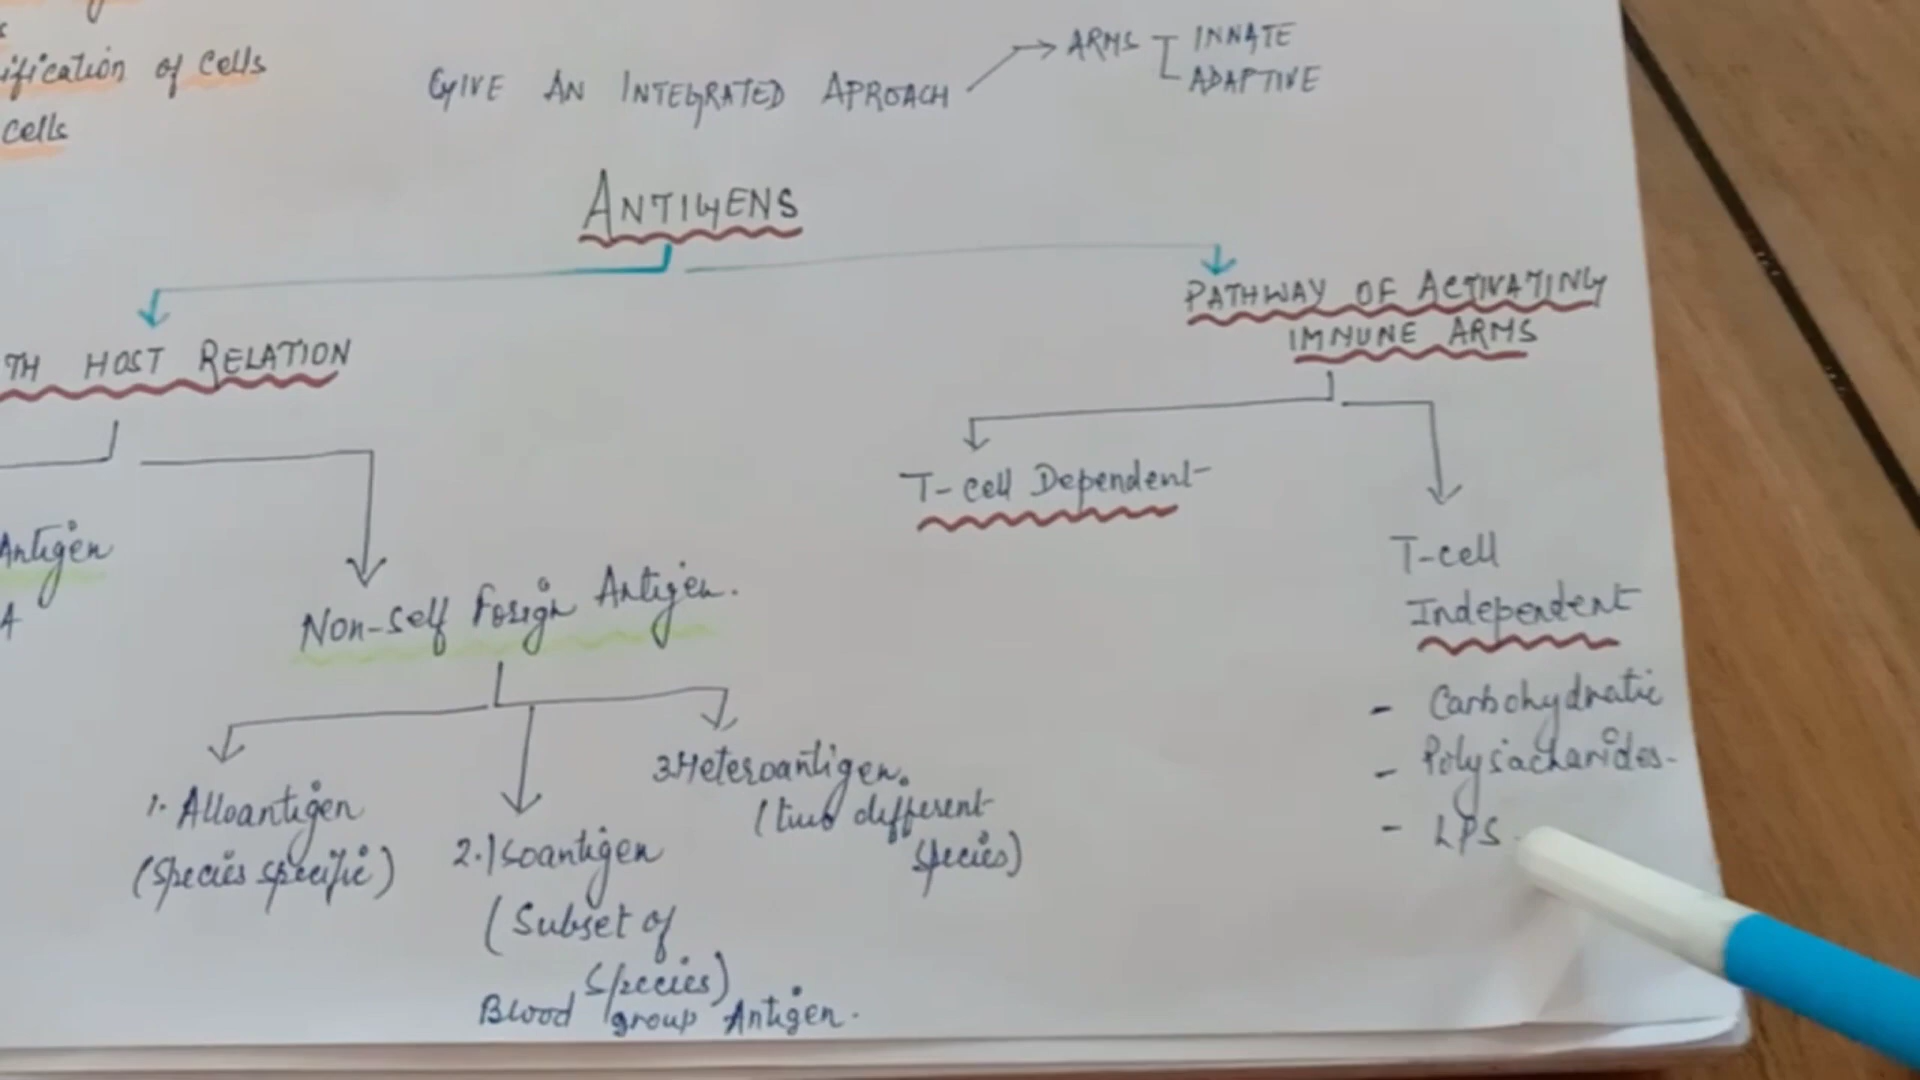 ification of cells
cells
GIVE AN INTEGRATED APROACH
ARMS INNATE
ADAPTIVE
ANTIGENS
TH HOST RELATION
PATHWAY OF ACTIVATING
IMMUNE ARMS
T-cell Dependent
T-cell
Independent
- Carbohydratic
- Polysacharides-
- LPS
Antigen
A
Non-self Foreign Antigen.
1. Alloantigen
(Species specific)
2. Isoantigen
(Subset of
species)
Blood group Antigen.
3. Heteroantigen.
(two different
species)